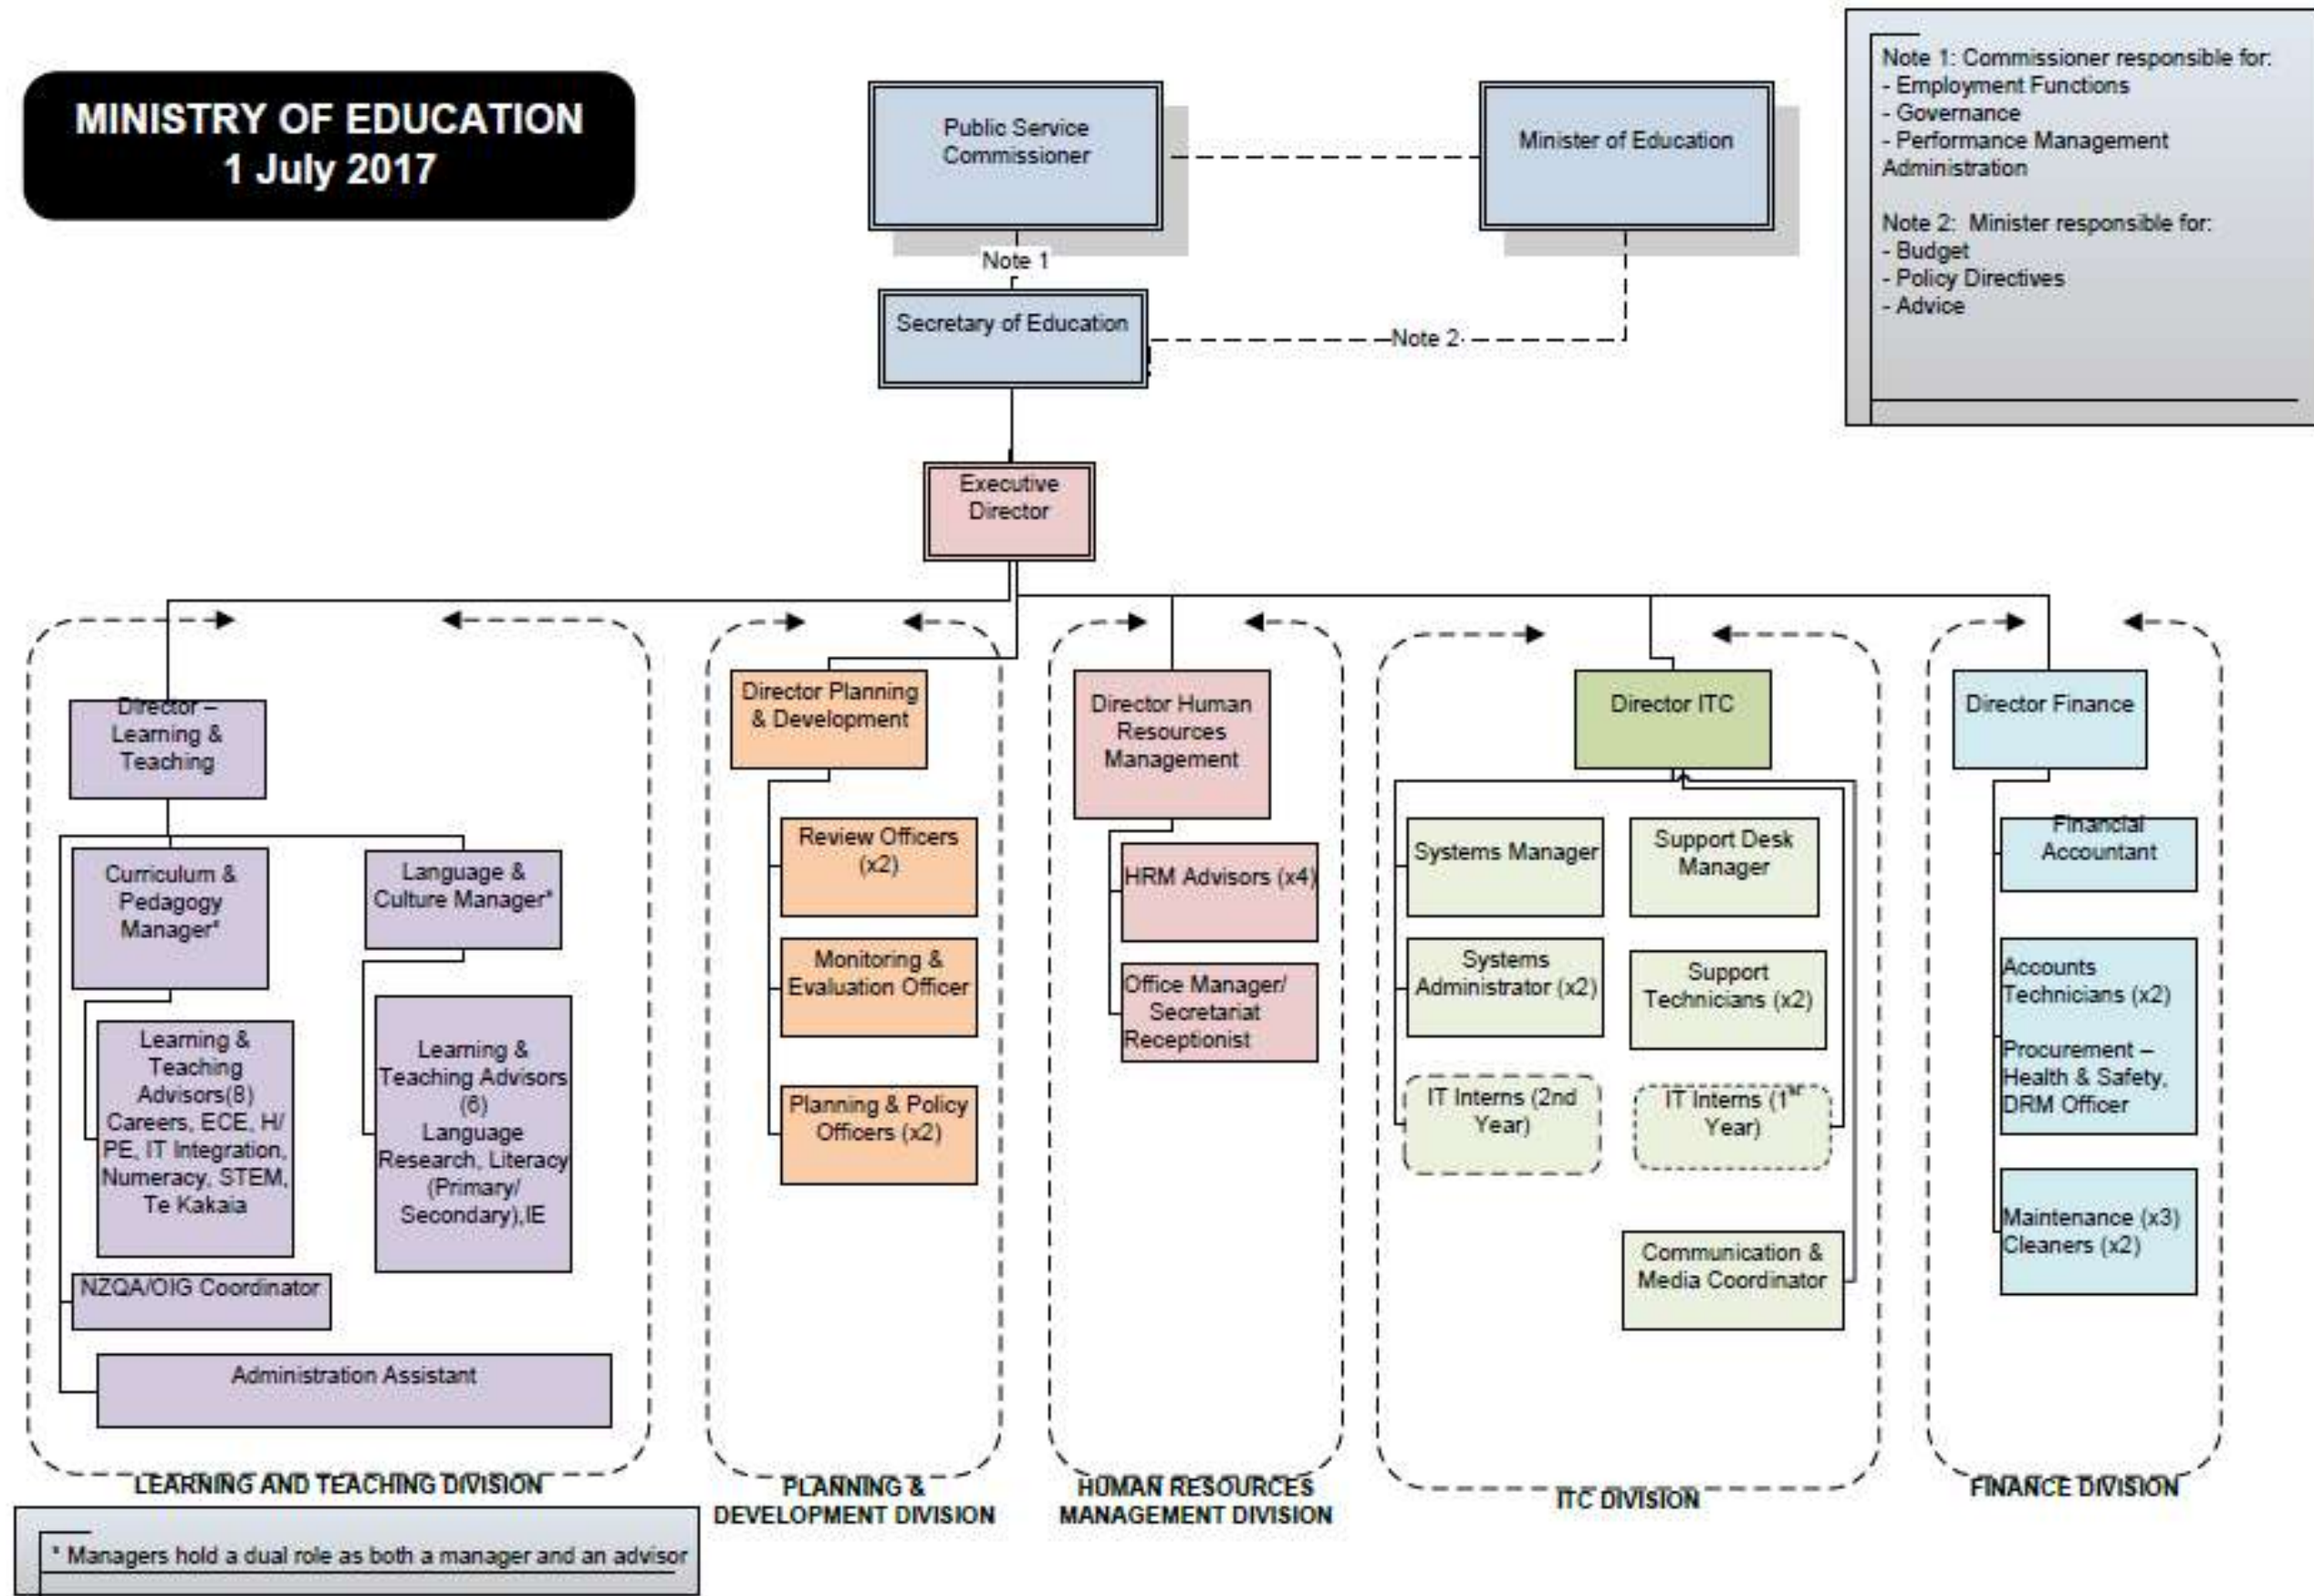 MINISTRY OF EDUCATION
1 July 2017
Public Service
Commissioner
Minister of Education
Note 1: Commissioner responsible for:
- Employment Functions
- Governance
- Performance Management
Administration
Note 2: Minister responsible for:
- Budget
- Policy Directives
- Advice
Note 1
Secretary of Education
Note 2
Executive
Director
Director –
Learning &
Teaching
Curriculum &
Pedagogy
Manager*
Language &
Culture Manager*
Learning &
Teaching
Advisors(8)
Careers, ECE, H/
PE, IT Integration,
Numeracy, STEM,
Te Kakaia
Learning &
Teaching Advisors
(6)
Language
Research, Literacy
(Primary/
Secondary),IE
NZQA/OIG Coordinator
Administration Assistant
LEARNING AND TEACHING DIVISION
Director Planning
& Development
Review Officers
(x2)
Monitoring &
Evaluation Officer
Planning & Policy
Officers (x2)
PLANNING &
DEVELOPMENT DIVISION
Director Human
Resources
Management
HRM Advisors (x4)
Office Manager/
Secretariat
Receptionist
HUMAN RESOURCES
MANAGEMENT DIVISION
Director ITC
Systems Manager
Support Desk
Manager
Systems
Administrator (x2)
Support
Technicians (x2)
IT Interns (2nd
Year)
IT Interns (1st
Year)
Communication &
Media Coordinator
ITC DIVISION
Director Finance
Financial
Accountant
Accounts
Technicians (x2)
Procurement –
Health & Safety,
DRM Officer
Maintenance (x3)
Cleaners (x2)
FINANCE DIVISION
* Managers hold a dual role as both a manager and an advisor